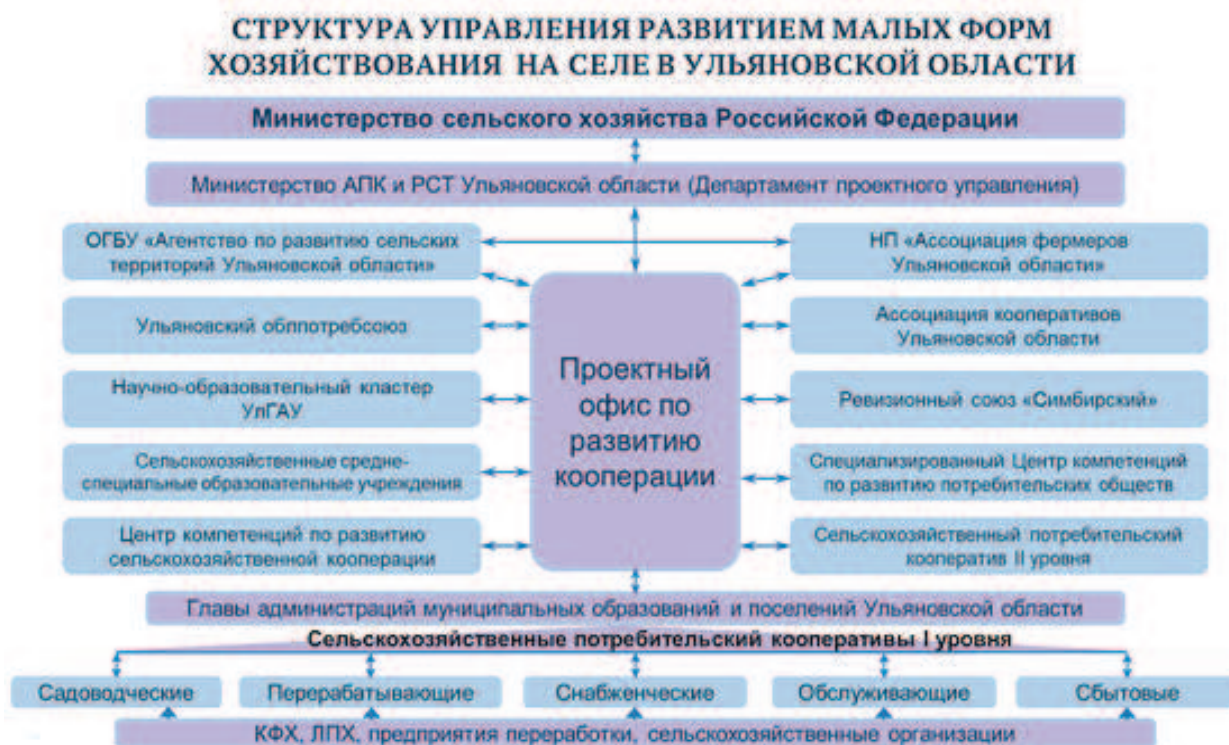 СТРУКТУРА УПРАВЛЕНИЯ РАЗВИТИЕМ МАЛЫХ ФОРМ
ХОЗЯЙСТВОВАНИЯ НА СЕЛЕ В УЛЬЯНОВСКОЙ ОБЛАСТИ
Министерство сельского хозяйства Российской Федерации
Министерство АПК и РСТ Ульяновской области (Департамент проектного управления)
ОГБУ «Агентство по развитию сельских
территорий Ульяновской области»
НП «Ассоциация фермеров
Ульяновской области»
Ульяновский облпотребсоюз
Ассоциация кооперативов
Ульяновской области
Научно-образовательный кластер
УлГАУ
Ревизионный союз «Симбирский»
Сельскохозяйственные средне-
специальные образовательные учреждения
Специализированный Центр компетенций
по развитию потребительских обществ
Центр компетенций по развитию
сельскохозяйственной кооперации
Сельскохозяйственный потребительский
кооператив II уровня
Проектный
офис по
развитию
кооперации
Главы администраций муниципальных образований и поселений Ульяновской области
Сельскохозяйственные потребительский кооперативы I уровня
Садоводческие
Перерабатывающие
Снабженческие
Обслуживающие
Сбытовые
КФХ, ЛПХ, предприятия переработки, сельскохозяйственные организации